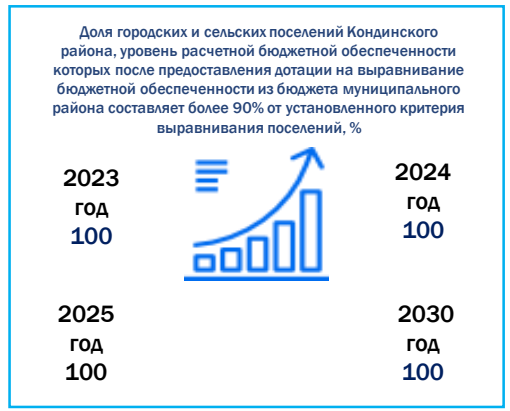 Доля городских и сельских поселений Кондинского
района, уровень расчетной бюджетной обеспеченности
которых после предоставления дотации на выравнивание
бюджетной обеспеченности из бюджета муниципального
района составляет более 90% от установленного критерия
выравнивания поселений, %
2023
год
100
2024
год
100
2025
год
100
2030
год
100